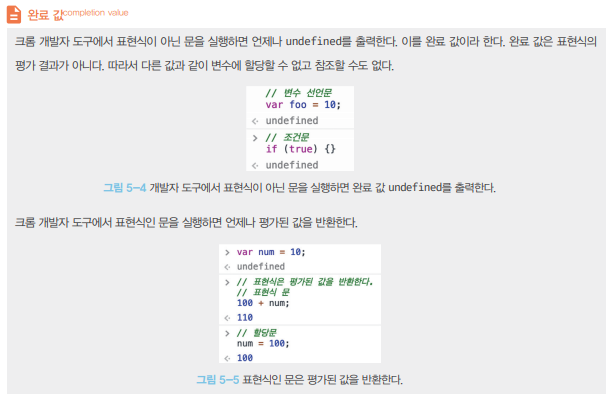 완료 값completion value
크롬 개발자 도구에서 표현식이 아닌 문을 실행하면 언제나 undefined를 출력한다. 이를 완료 값이라 한다. 완료 값은 표현식의
평가 결과가 아니다. 따라서 다른 값과 같이 변수에 할당할 수 없고 참조할 수도 없다.
// 변수 선언문
var foo = 10;
<· undefined
> // 조건문
if (true) {}
<· undefined
그림 5-4 개발자 도구에서 표현식이 아닌 문을 실행하면 완료 값 undefined를 출력한다.
크롬 개발자 도구에서 표현식인 문을 실행하면 언제나 평가된 값을 반환한다.
> var num = 10;
<· undefined
> // 표현식은 평가된 값을 반환한다.
// 표현식 문
100 + num;
<· 110
> // 할당문
num = 100;
<· 100
그림 5-5 표현식인 문은 평가된 값을 반환한다.